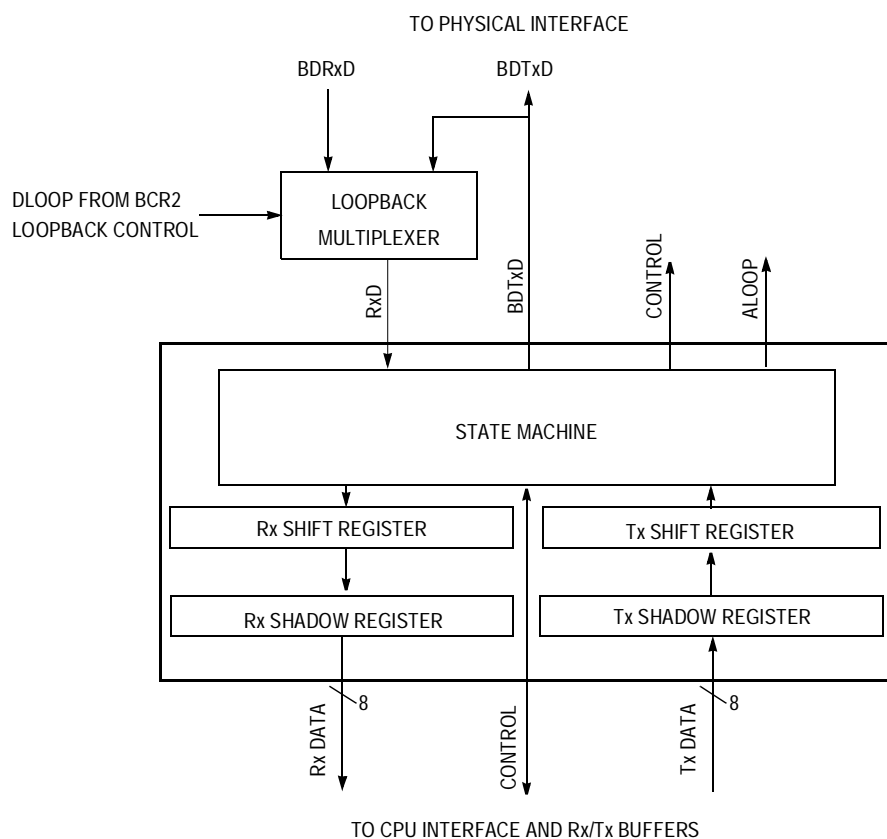 TO PHYSICAL INTERFACE
BDRxD
BDTxD
DLOOP FROM BCR2
LOOPBACK CONTROL
LOOPBACK
MULTIPLEXER
RxD
BDTxD
CONTROL
ALOOP
STATE MACHINE
Rx SHIFT REGISTER
Tx SHIFT REGISTER
Rx SHADOW REGISTER
Tx SHADOW REGISTER
8
8
Rx DATA
CONTROL
Tx DATA
TO CPU INTERFACE AND Rx/Tx BUFFERS